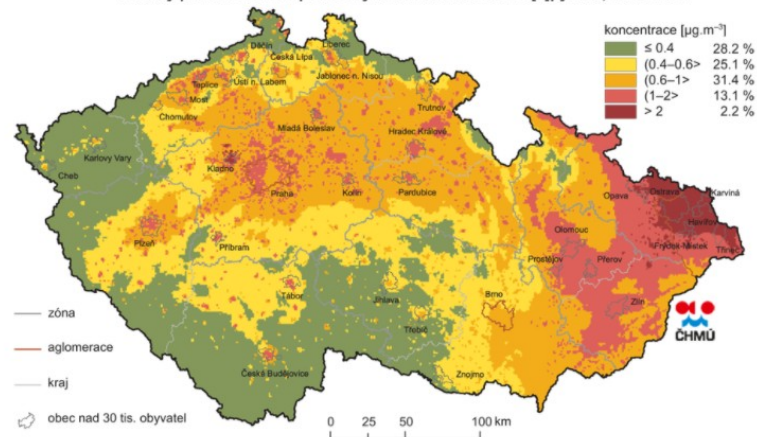 koncentrace [µg.m⁻³]
≤ 0.4 28.2 %
(0.4–0.6> 25.1 %
(0.6–1> 31.4 %
(1–2> 13.1 %
> 2 2.2 %
Děčín
Liberec
Česká Lípa
Teplice
Ústí n. Labem
Jablonec n. Nisou
Most
Chomutov
Trutnov
Mladá Boleslav
Hradec Králové
Karlovy Vary
Cheb
Kladno
Praha
Kolín
Pardubice
Opava
Ostrava
Karviná
Havířov
Plzeň
Příbram
Olomouc
Frýdek-Místek
Třinec
Prostějov
Přerov
Tábor
Jihlava
Brno
Zlín
Třebíč
ČHMÚ
České Budějovice
Znojmo
zóna
aglomerace
kraj
obec nad 30 tis. obyvatel
0 25 50 100 km